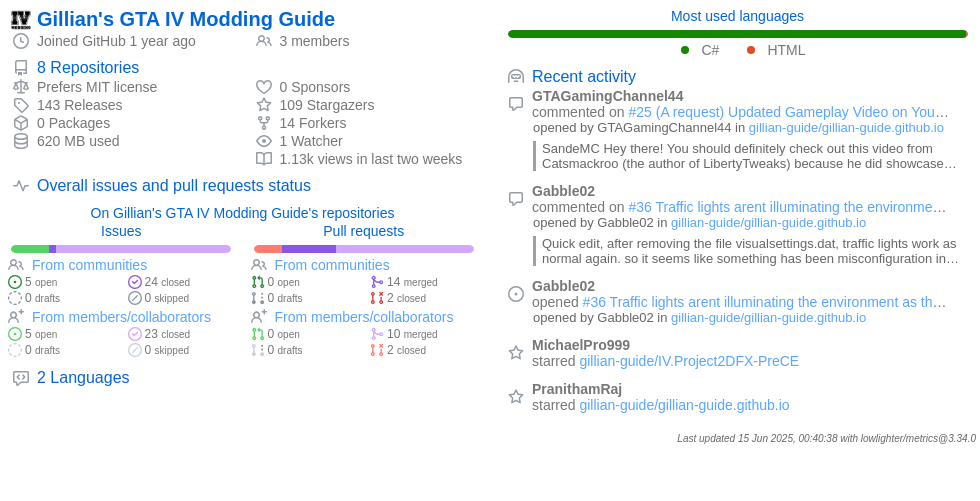 Gillian's GTA IV Modding Guide
Joined GitHub 1 year ago
3 members
8 Repositories
Prefers MIT license
143 Releases
0 Packages
620 MB used
0 Sponsors
109 Stargazers
14 Forkers
1 Watcher
1.13k views in last two weeks
Overall issues and pull requests status
On Gillian's GTA IV Modding Guide's repositories
Issues
From communities
5 open
24 closed
0 drafts
0 skipped
From members/collaborators
5 open
23 closed
0 drafts
0 skipped
Pull requests
From communities
0 open
14 merged
0 drafts
2 closed
From members/collaborators
0 open
10 merged
0 drafts
2 closed
2 Languages
Most used languages
C# HTML
Recent activity
GTAGamingChannel44
commented on #25 (A request) Updated Gameplay Video on You…
opened by GTAGamingChannel44 in gillian-guide/gillian-guide.github.io
SandeMC Hey there! You should definitely check out this video from
Catsmackroo (the author of LibertyTweaks) because he did showcase…
Gabble02
commented on #36 Traffic lights arent illuminating the environme…
opened by Gabble02 in gillian-guide/gillian-guide.github.io
Quick edit, after removing the file visualsettings.dat, traffic lights work as
normal again. so it seems like something has been misconfiguration in…
Gabble02
opened #36 Traffic lights arent illuminating the environment as th…
opened by Gabble02 in gillian-guide/gillian-guide.github.io
MichaelPro999
starred gillian-guide/IV.Project2DFX-PreCE
PranithamRaj
starred gillian-guide/gillian-guide.github.io
Last updated 15 Jun 2025, 00:40:38 with lowlighter/metrics@3.34.0